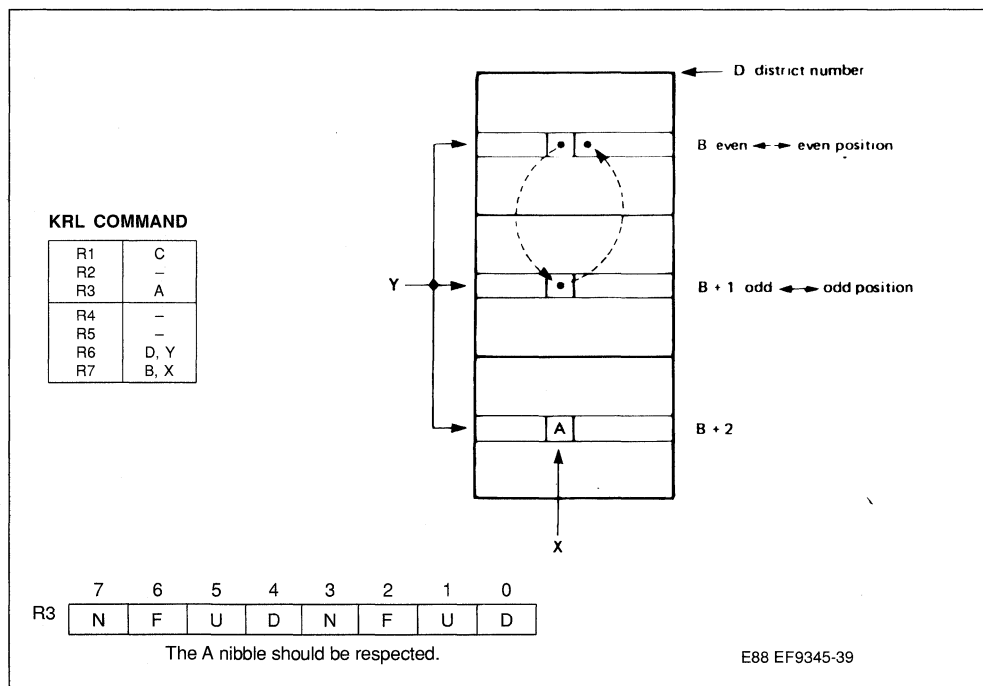 D district number
B even ◄─► even position
KRL COMMAND
R1 C
R2 –
R3 A
R4 –
R5 –
R6 D, Y
R7 B, X
Y
B + 1 odd ◄─► odd position
A
B + 2
X
7 6 5 4 3 2 1 0
R3 N F U D N F U D
The A nibble should be respected.
E88 EF9345-39